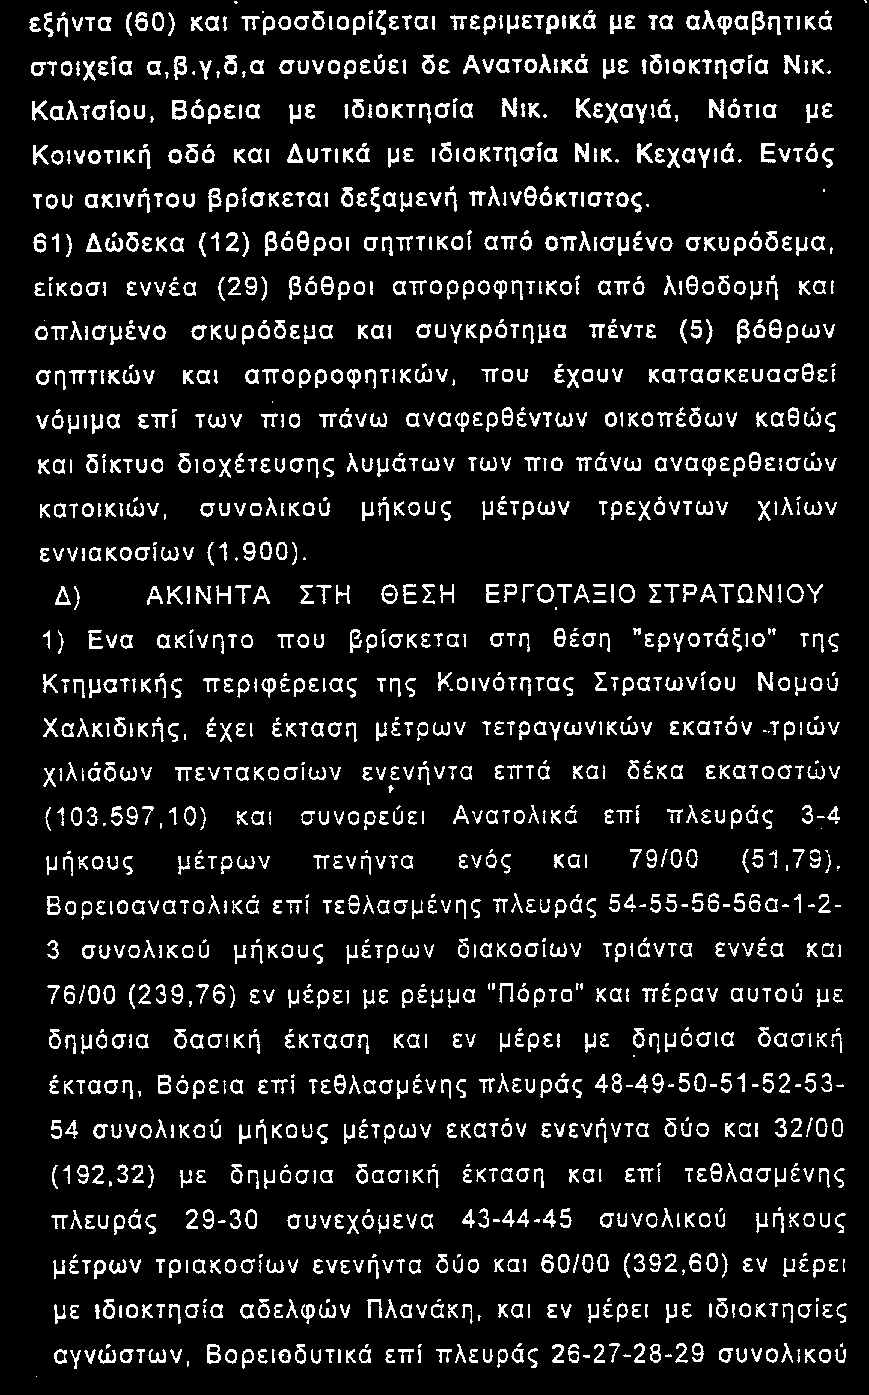 εξήντα (60) και προσδιορίζεται περιμετρικά με τα αλφαβητικά
στοιχεία α,β.γ,δ,α συνορεύει δε Ανατολικά με ιδιοκτησία Νικ.
Καλτσίου, Βόρεια με ιδιοκτησία Νικ. Κεχαγιά, Νότια με
Κοινοτική οδό και Δυτικά με ιδιοκτησία Νικ. Κεχαγιά. Εντός
του ακινήτου βρίσκεται δεξαμενή πλινθόκτιστος.
61) Δώδεκα (12) βόθροι σηπτικοί από οπλισμένο σκυρόδεμα,
είκοσι εννέα (29) βόθροι απορροφητικοί από λιθοδομή και
οπλισμένο σκυρόδεμα και συγκρότημα πέντε (5) βόθρων
σηπτικών και απορροφητικών, που έχουν κατασκευασθεί
νόμιμα επί των πιο πάνω αναφερθέντων οικοπέδων καθώς
και δίκτυο διοχέτευσης λυμάτων των πιο πάνω αναφερθεισών
κατοικιών, συνολικού μήκους μέτρων τρεχόντων χιλίων
εννιακοσίων (1.900).
Δ) ΑΚΙΝΗΤΑ ΣΤΗ ΘΕΣΗ ΕΡΓΟΤΑΞΙΟ ΣΤΡΑΤΩΝΙΟΥ
1) Ενα ακίνητο που βρίσκεται στη θέση "εργοτάξιο" της
Κτηματικής περιφέρειας της Κοινότητας Στρατωνίου Νομού
Χαλκιδικής, έχει έκταση μέτρων τετραγωνικών εκατόν τριών
χιλιάδων πεντακοσίων ενενήντα επτά και δέκα εκατοστών
(103.597,10) και συνορεύει Ανατολικά επί πλευράς 3-4
μήκους μέτρων πενήντα ενός και 79/00 (51,79),
Βορειοανατολικά επί τεθλασμένης πλευράς 54-55-56-56α-1-2-
3 συνολικού μήκους μέτρων διακοσίων τριάντα εννέα και
76/00 (239,76) εν μέρει με ρέμμα "Πόρτο" και πέραν αυτού με
δημόσια δασική έκταση και εν μέρει με δημόσια δασική
έκταση, Βόρεια επί τεθλασμένης πλευράς 48-49-50-51-52-53-
54 συνολικού μήκους μέτρων εκατόν ενενήντα δύο και 32/00
(192,32) με δημόσια δασική έκταση και επί τεθλασμένης
πλευράς 29-30 συνεχόμενα 43-44-45 συνολικού μήκους
μέτρων τριακοσίων ενενήντα δύο και 60/00 (392,60) εν μέρει
με ιδιοκτησία αδελφών Πλανάκη, και εν μέρει με ιδιοκτησίες
αγνώστων, Βορειοδυτικά επί πλευράς 26-27-28-29 συνολικού